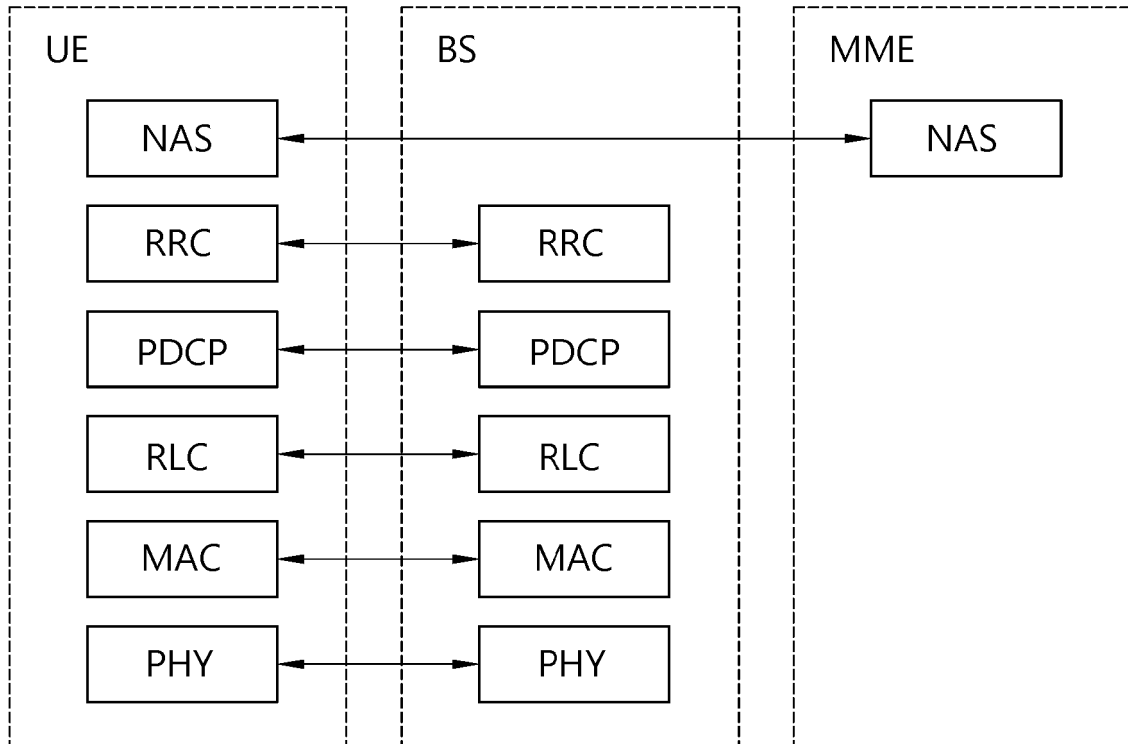 UE BS MME
NAS NAS
RRC RRC
PDCP PDCP
RLC RLC
MAC MAC
PHY PHY